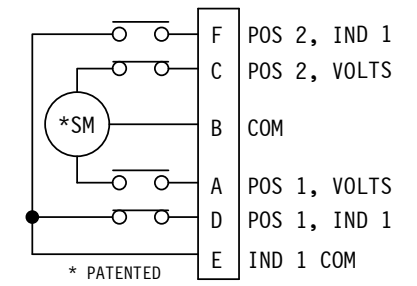 F POS 2, IND 1
C POS 2, VOLTS
*SM B COM
A POS 1, VOLTS
D POS 1, IND 1
E IND 1 COM
* PATENTED